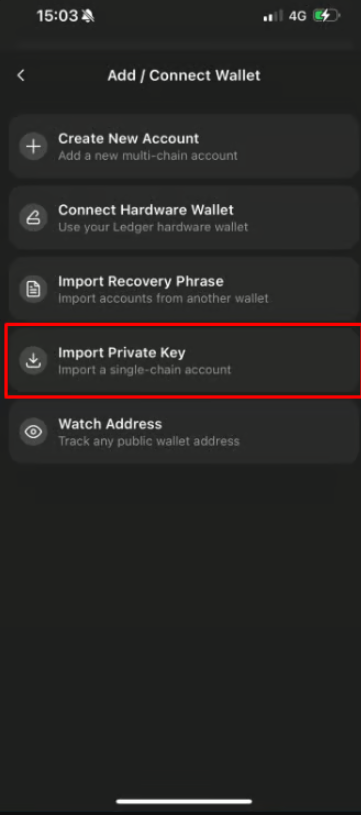 15:03
4G
Add / Connect Wallet
Create New Account
Add a new multi-chain account
Connect Hardware Wallet
Use your Ledger hardware wallet
Import Recovery Phrase
Import accounts from another wallet
Import Private Key
Import a single-chain account
Watch Address
Track any public wallet address